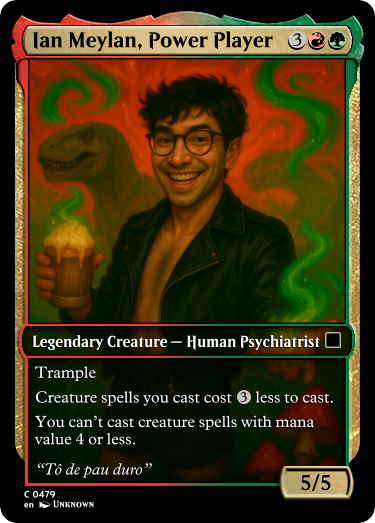 Ian Meylan, Power Player 3
Legendary Creature — Human Psychiatrist
Trample
Creature spells you cast cost 3 less to cast.
You can't cast creature spells with mana
value 4 or less.
“Tô de pau duro”
5/5
C 0479
en Unknown